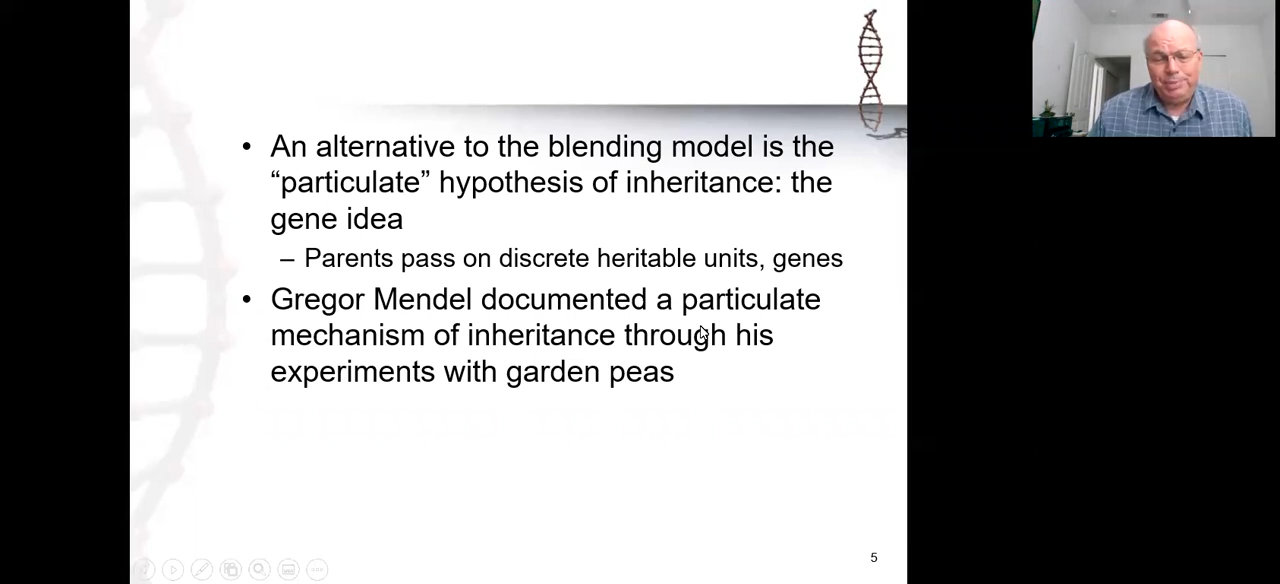 • An alternative to the blending model is the
“particulate” hypothesis of inheritance: the
gene idea
– Parents pass on discrete heritable units, genes
• Gregor Mendel documented a particulate
mechanism of inheritance through his
experiments with garden peas
5